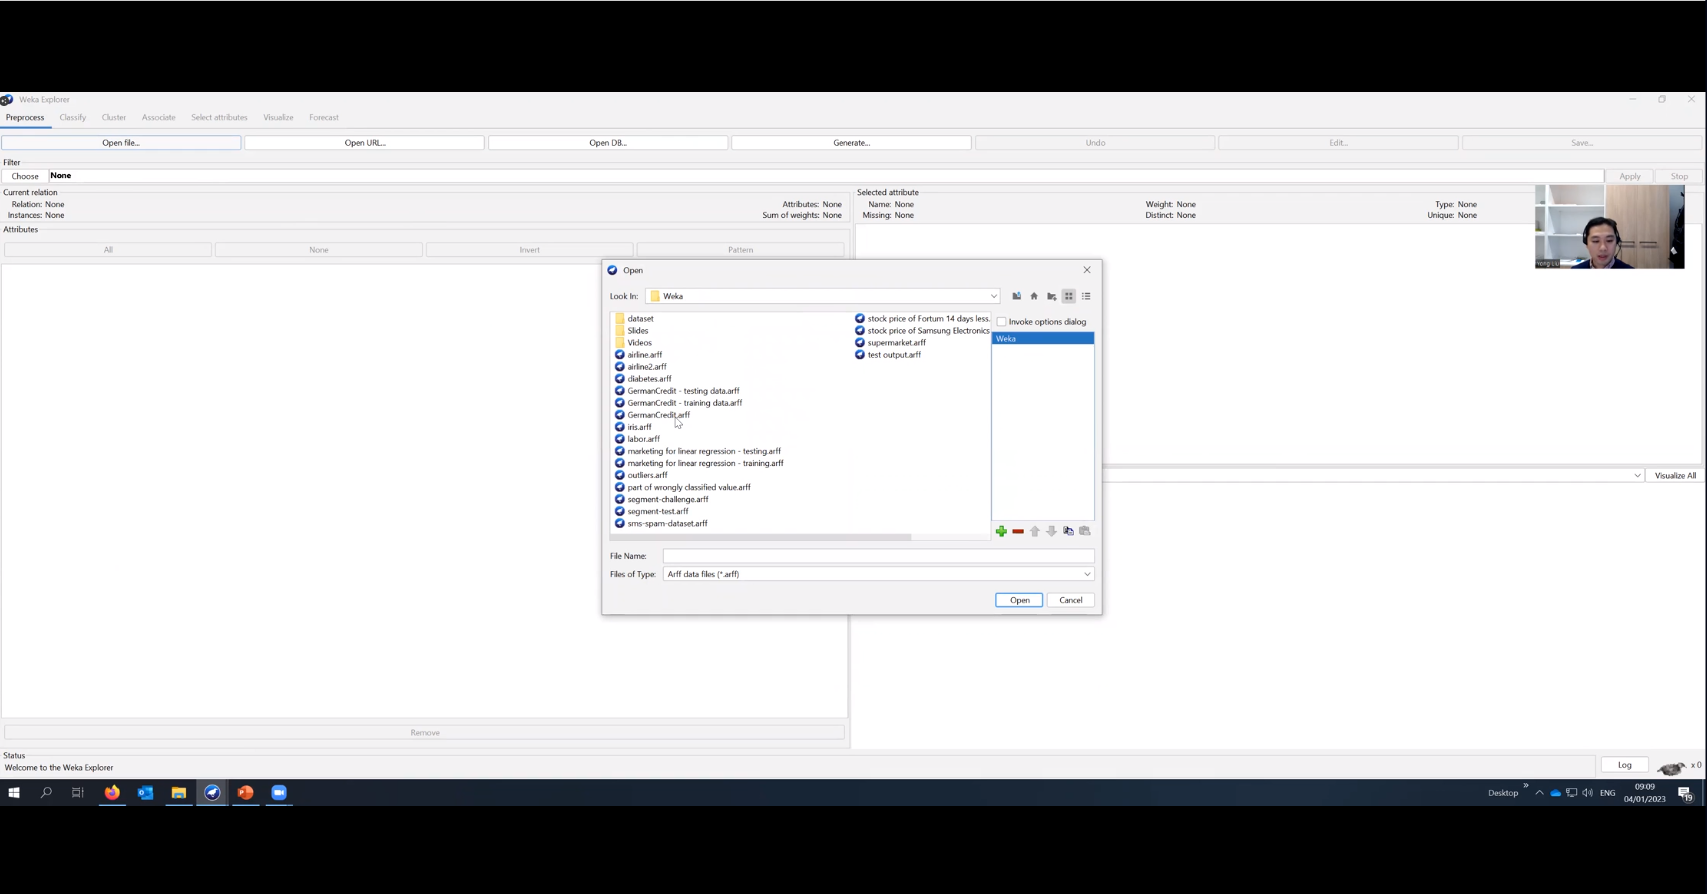 Weka Explorer
Preprocess Classify Cluster Associate Select attributes Visualize Forecast
Open file... Open URL... Open DB... Generate... Undo Edit... Save...
Filter
Choose None Apply Stop
Current relation
Relation: None Attributes: None
Instances: None Sum of weights: None
Selected attribute
Name: None Weight: None Type: None
Missing: None Distinct: None Unique: None
Attributes
All None Invert Pattern
Open
Look In: Weka
dataset
Slides
Videos
airline.arff
airline2.arff
diabetes.arff
GermanCredit - testing data.arff
GermanCredit - training data.arff
GermanCredit.arff
iris.arff
labor.arff
marketing for linear regression - testing.arff
marketing for linear regression - training.arff
outliers.arff
part of wrongly classified value.arff
segment-challenge.arff
segment-test.arff
sms-spam-dataset.arff
stock price of Fortum 14 days less.
stock price of Samsung Electronics
supermarket.arff
test output.arff
Invoke options dialog
Weka
File Name:
Files of Type: Arff data files (*.arff)
Open Cancel
Visualize All
Remove
Status
Welcome to the Weka Explorer
Log x 0
Desktop ENG
09:09
04/01/2023
19